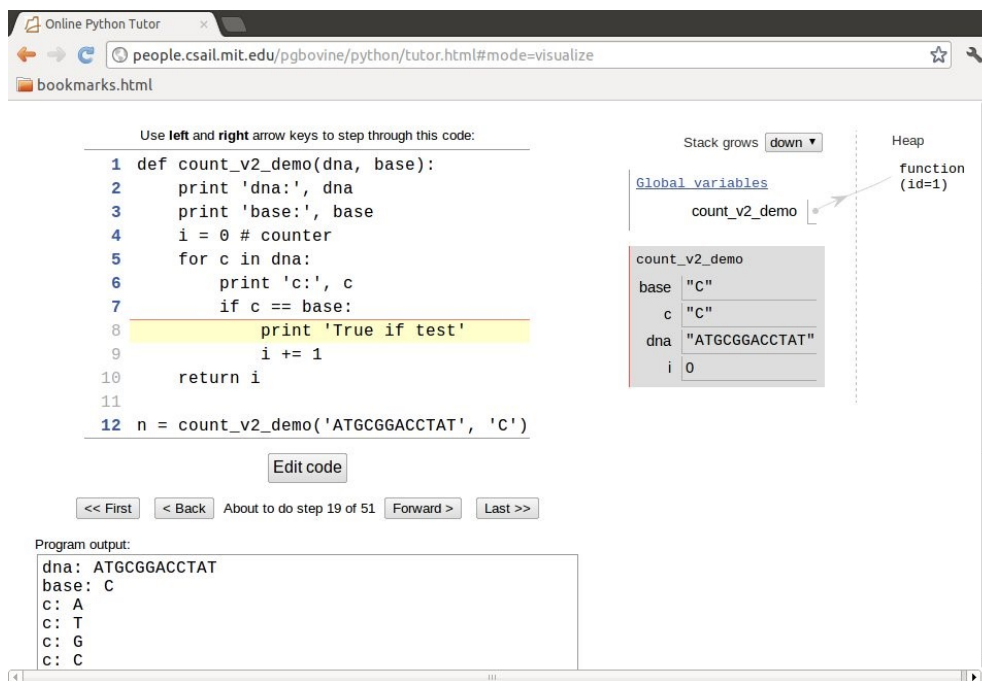 Online Python Tutor
people.csail.mit.edu/pgbovine/python/tutor.html#mode=visualize
bookmarks.html
Use left and right arrow keys to step through this code:
1 def count_v2_demo(dna, base):
2     print 'dna:', dna
3     print 'base:', base
4     i = 0 # counter
5     for c in dna:
6         print 'c:', c
7         if c == base:
8             print 'True if test'
9             i += 1
10     return i
11
12 n = count_v2_demo('ATGCGGACCTAT', 'C')
Edit code
<< First < Back About to do step 19 of 51 Forward > Last >>
Program output:
dna: ATGCGGACCTAT
base: C
c: A
c: T
c: G
c: C
Stack grows down ▼
Global variables
count_v2_demo
count_v2_demo
base "C"
c "C"
dna "ATGCGGACCTAT"
i 0
Heap
function
(id=1)